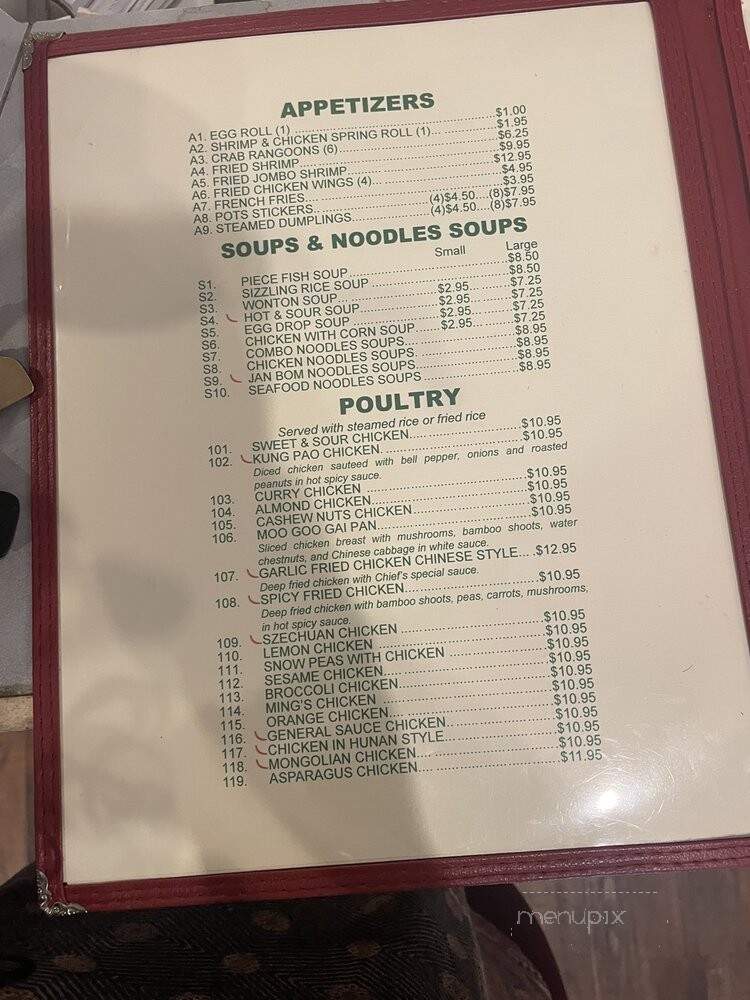 APPETIZERS
A1. EGG ROLL (1) ........ $1.00
A2. SHRIMP & CHICKEN SPRING ROLL (1)... ........ $1.95
A3. CRAB RANGOONS (6) ........ $6.25
A4. FRIED SHRIMP ........ $9.95
A5. FRIED JOMBO SHRIMP ........ $12.95
A6. FRIED CHICKEN WINGS (4) ........ $4.95
A7. FRENCH FRIES ........ $3.95
A8. POTS STICKERS ........ (4)$4.50....(8)$7.95
A9. STEAMED DUMPLINGS ........ (4)$4.50....(8)$7.95
SOUPS & NOODLES SOUPS
Small Large
S1. PIECE FISH SOUP ........ $8.50
S2. SIZZLING RICE SOUP ........ $8.50
S3. WONTON SOUP ........ $2.95 ........ $7.25
S4. HOT & SOUR SOUP ........ $2.95 ........ $7.25
S5. EGG DROP SOUP ........ $2.95 ........ $7.25
S6. CHICKEN WITH CORN SOUP ........ $2.95 ........ $7.25
S7. COMBO NOODLES SOUPS ........ $8.95
S8. CHICKEN NOODLES SOUPS ........ $8.95
S9. JAN BOM NOODLES SOUPS ........ $8.95
S10. SEAFOOD NOODLES SOUPS ........ $8.95
POULTRY
Served with steamed rice or fried rice
101. SWEET & SOUR CHICKEN ........ $10.95
102. KUNG PAO CHICKEN ........ $10.95
Diced chicken sauteed with bell pepper, onions and roasted
peanuts in hot spicy sauce.
103. CURRY CHICKEN ........ $10.95
104. ALMOND CHICKEN ........ $10.95
105. CASHEW NUTS CHICKEN ........ $10.95
106. MOO GOO GAI PAN ........ $10.95
Sliced chicken breast with mushrooms, bamboo shoots, water
chestnuts, and Chinese cabbage in white sauce.
107. GARLIC FRIED CHICKEN CHINESE STYLE... .$12.95
Deep fried chicken with Chief's special sauce.
108. SPICY FRIED CHICKEN ........ $10.95
Deep fried chicken with bamboo shoots, peas, carrots, mushrooms,
in hot spicy sauce.
109. SZECHUAN CHICKEN ........ $10.95
110. LEMON CHICKEN ........ $10.95
111. SNOW PEAS WITH CHICKEN ........ $10.95
112. SESAME CHICKEN ........ $10.95
113. BROCCOLI CHICKEN ........ $10.95
114. MING'S CHICKEN ........ $10.95
115. ORANGE CHICKEN ........ $10.95
116. GENERAL SAUCE CHICKEN ........ $10.95
117. CHICKEN IN HUNAN STYLE ........ $10.95
118. MONGOLIAN CHICKEN ........ $10.95
119. ASPARAGUS CHICKEN ........ $11.95
menupix